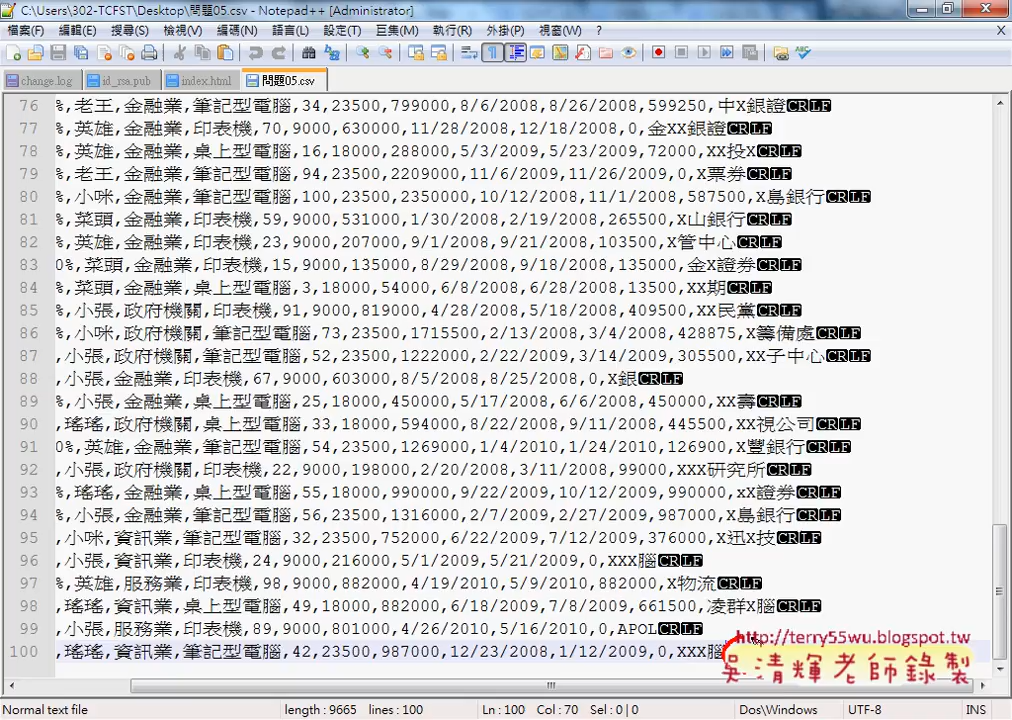 C:\Users\302-TCFST\Desktop\問題05.csv - Notepad++ [Administrator]
檔案(F) 編輯(E) 搜尋(S) 檢視(V) 編碼(N) 語言(L) 設定(T) 巨集(M) 執行(R) 外掛(P) 視窗(W) ? X
change.log id_rsa.pub index.html 問題05.csv
76 %,老王,金融業,筆記型電腦,34,23500,799000,8/6/2008,8/26/2008,599250,中X銀證CRLF
77 %,英雄,金融業,印表機,70,9000,630000,11/28/2008,12/18/2008,0,金XX銀證CRLF
78 %,英雄,金融業,桌上型電腦,16,18000,288000,5/3/2009,5/23/2009,72000,XX投XCRLF
79 %,老王,金融業,筆記型電腦,94,23500,2209000,11/6/2009,11/26/2009,0,X票券CRLF
80 %,小咪,金融業,筆記型電腦,100,23500,2350000,10/12/2008,11/1/2008,587500,X島銀行CRLF
81 %,菜頭,金融業,印表機,59,9000,531000,1/30/2008,2/19/2008,265500,X山銀行CRLF
82 %,英雄,金融業,印表機,23,9000,207000,9/1/2008,9/21/2008,103500,X管中心CRLF
83 0%,菜頭,金融業,印表機,15,9000,135000,8/29/2008,9/18/2008,135000,金X證券CRLF
84 %,菜頭,金融業,桌上型電腦,3,18000,54000,6/8/2008,6/28/2008,13500,XX期CRLF
85 %,小張,政府機關,印表機,91,9000,819000,4/28/2008,5/18/2008,409500,XX民黨CRLF
86 %,小咪,政府機關,筆記型電腦,73,23500,1715500,2/13/2008,3/4/2008,428875,X籌備處CRLF
87 ,小張,政府機關,筆記型電腦,52,23500,1222000,2/22/2009,3/14/2009,305500,XX子中心CRLF
88 ,小張,金融業,印表機,67,9000,603000,8/5/2008,8/25/2008,0,X銀CRLF
89 ,小張,金融業,桌上型電腦,25,18000,450000,5/17/2008,6/6/2008,450000,XX壽CRLF
90 ,瑤瑤,政府機關,桌上型電腦,33,18000,594000,8/22/2008,9/11/2008,445500,XX視公司CRLF
91 0%,英雄,金融業,筆記型電腦,54,23500,1269000,1/4/2010,1/24/2010,126900,X豐銀行CRLF
92 ,小張,政府機關,印表機,22,9000,198000,2/20/2008,3/11/2008,99000,XXX研究所CRLF
93 %,瑤瑤,金融業,桌上型電腦,55,18000,990000,9/22/2009,10/12/2009,990000,xX證券CRLF
94 ,小張,金融業,筆記型電腦,56,23500,1316000,2/7/2009,2/27/2009,987000,X島銀行CRLF
95 ,小咪,資訊業,筆記型電腦,32,23500,752000,6/22/2009,7/12/2009,376000,X迅X技CRLF
96 ,小張,資訊業,印表機,24,9000,216000,5/1/2009,5/21/2009,0,XXX腦CRLF
97 %,英雄,服務業,印表機,98,9000,882000,4/19/2010,5/9/2010,882000,X物流CRLF
98 ,瑤瑤,資訊業,桌上型電腦,49,18000,882000,6/18/2009,7/8/2009,661500,凌群X腦CRLF
99 ,小張,服務業,印表機,89,9000,801000,4/26/2010,5/16/2010,0,APOLCRLF
100 ,瑤瑤,資訊業,筆記型電腦,42,23500,987000,12/23/2008,1/12/2009,0,XXX腦
http://terry55wu.blogspot.tw
吳清輝老師錄製
Normal text file length : 9665 lines : 100 Ln : 100 Col : 70 Sel : 0 | 0 Dos\Windows UTF-8 INS